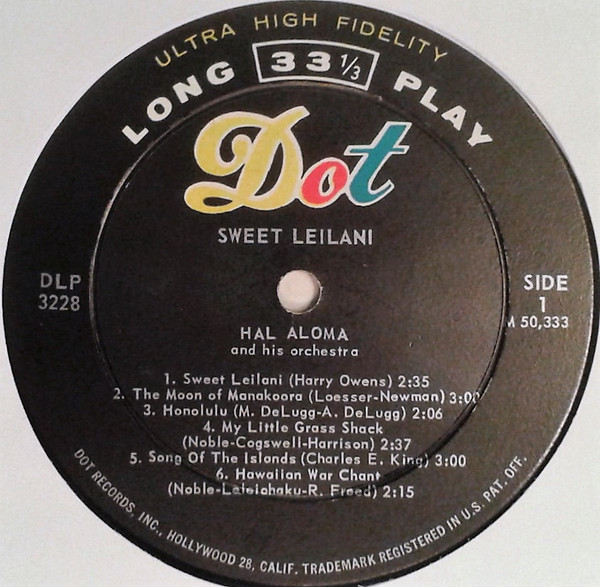 ULTRA HIGH FIDELITY
LONG 33 1/3 PLAY
Dot
SWEET LEILANI
DLP
3228
SIDE
1
M 50,333
HAL ALOMA
and his orchestra
1. Sweet Leilani (Harry Owens) 2:35
2. The Moon of Manakoora (Loesser-Newman) 3:00
3. Honolulu (M. DeLugg-A. DeLugg) 2:06
4. My Little Grass Shack
(Noble-Cogswell-Harrison) 2:37
5. Song Of The Islands (Charles E. King) 3:00
6. Hawaiian War Chant
(Noble-Leleiohaku-R. Freed) 2:15
DOT RECORDS, INC., HOLLYWOOD 28, CALIF. TRADEMARK REGISTERED IN U.S. PAT. OFF.